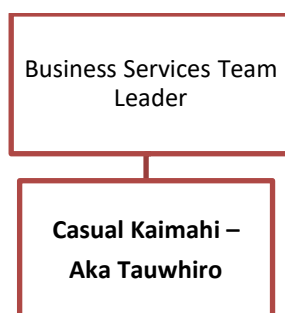 Business Services Team
Leader
Casual Kaimahi –
Aka Tauwhiro